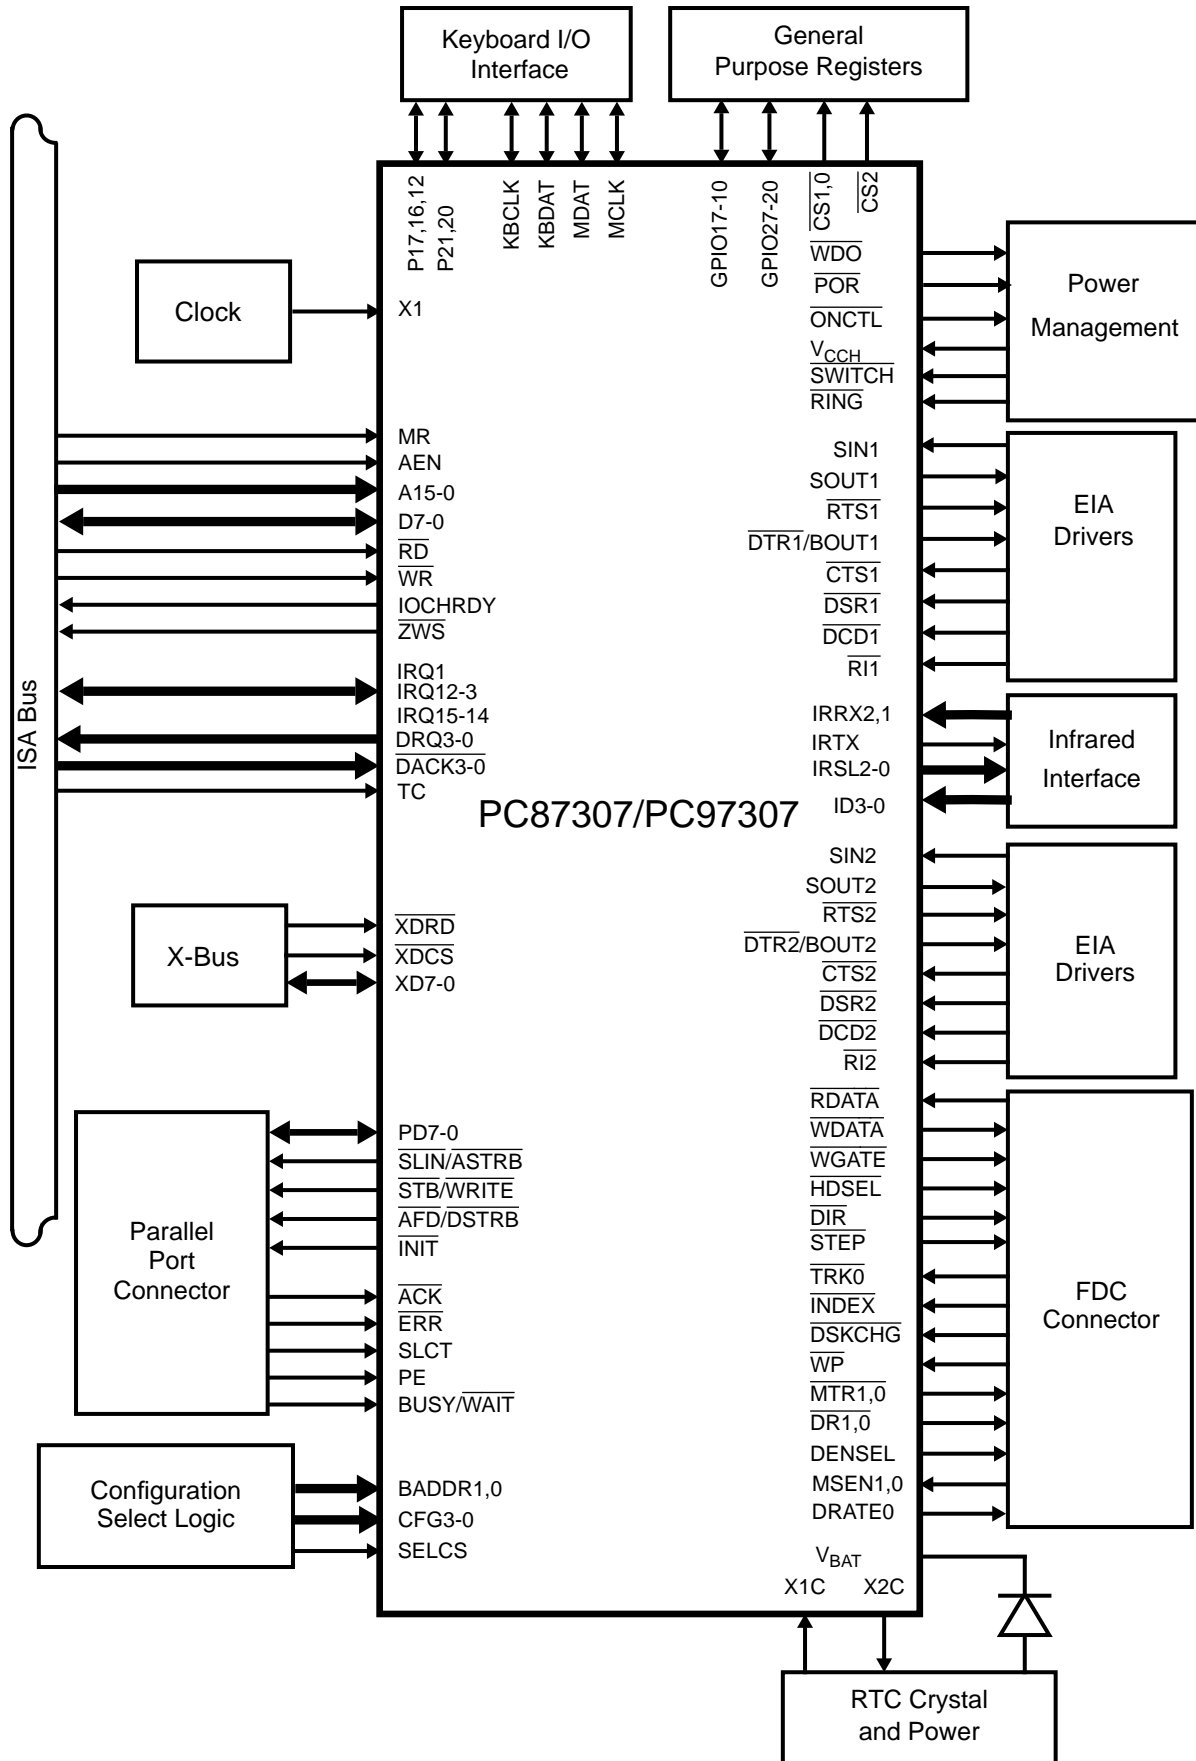 Keyboard I/O
Interface
General
Purpose Registers
P17,16,12
P21,20
KBCLK
KBDAT
MDAT
MCLK
GPIO17-10
GPIO27-20
CS1,0
CS2
ISA Bus
Clock
X1
MR
AEN
A15-0
D7-0
RD
WR
IOCHRDY
ZWS
IRQ1
IRQ12-3
IRQ15-14
DRQ3-0
DACK3-0
TC
PC87307/PC97307
X-Bus
XDRD
XDCS
XD7-0
Parallel
Port
Connector
PD7-0
SLIN/ASTRB
STB/WRITE
AFD/DSTRB
INIT
ACK
ERR
SLCT
PE
BUSY/WAIT
Configuration
Select Logic
BADDR1,0
CFG3-0
SELCS
WDO
POR
ONCTL
VCCH
SWITCH
RING
Power
Management
SIN1
SOUT1
RTS1
DTR1/BOUT1
CTS1
DSR1
DCD1
RI1
EIA
Drivers
IRRX2,1
IRTX
IRSL2-0
ID3-0
Infrared
Interface
SIN2
SOUT2
RTS2
DTR2/BOUT2
CTS2
DSR2
DCD2
RI2
EIA
Drivers
RDATA
WDATA
WGATE
HDSEL
DIR
STEP
TRK0
INDEX
DSKCHG
WP
MTR1,0
DR1,0
DENSEL
MSEN1,0
DRATE0
FDC
Connector
VBAT
X1C X2C
RTC Crystal
and Power